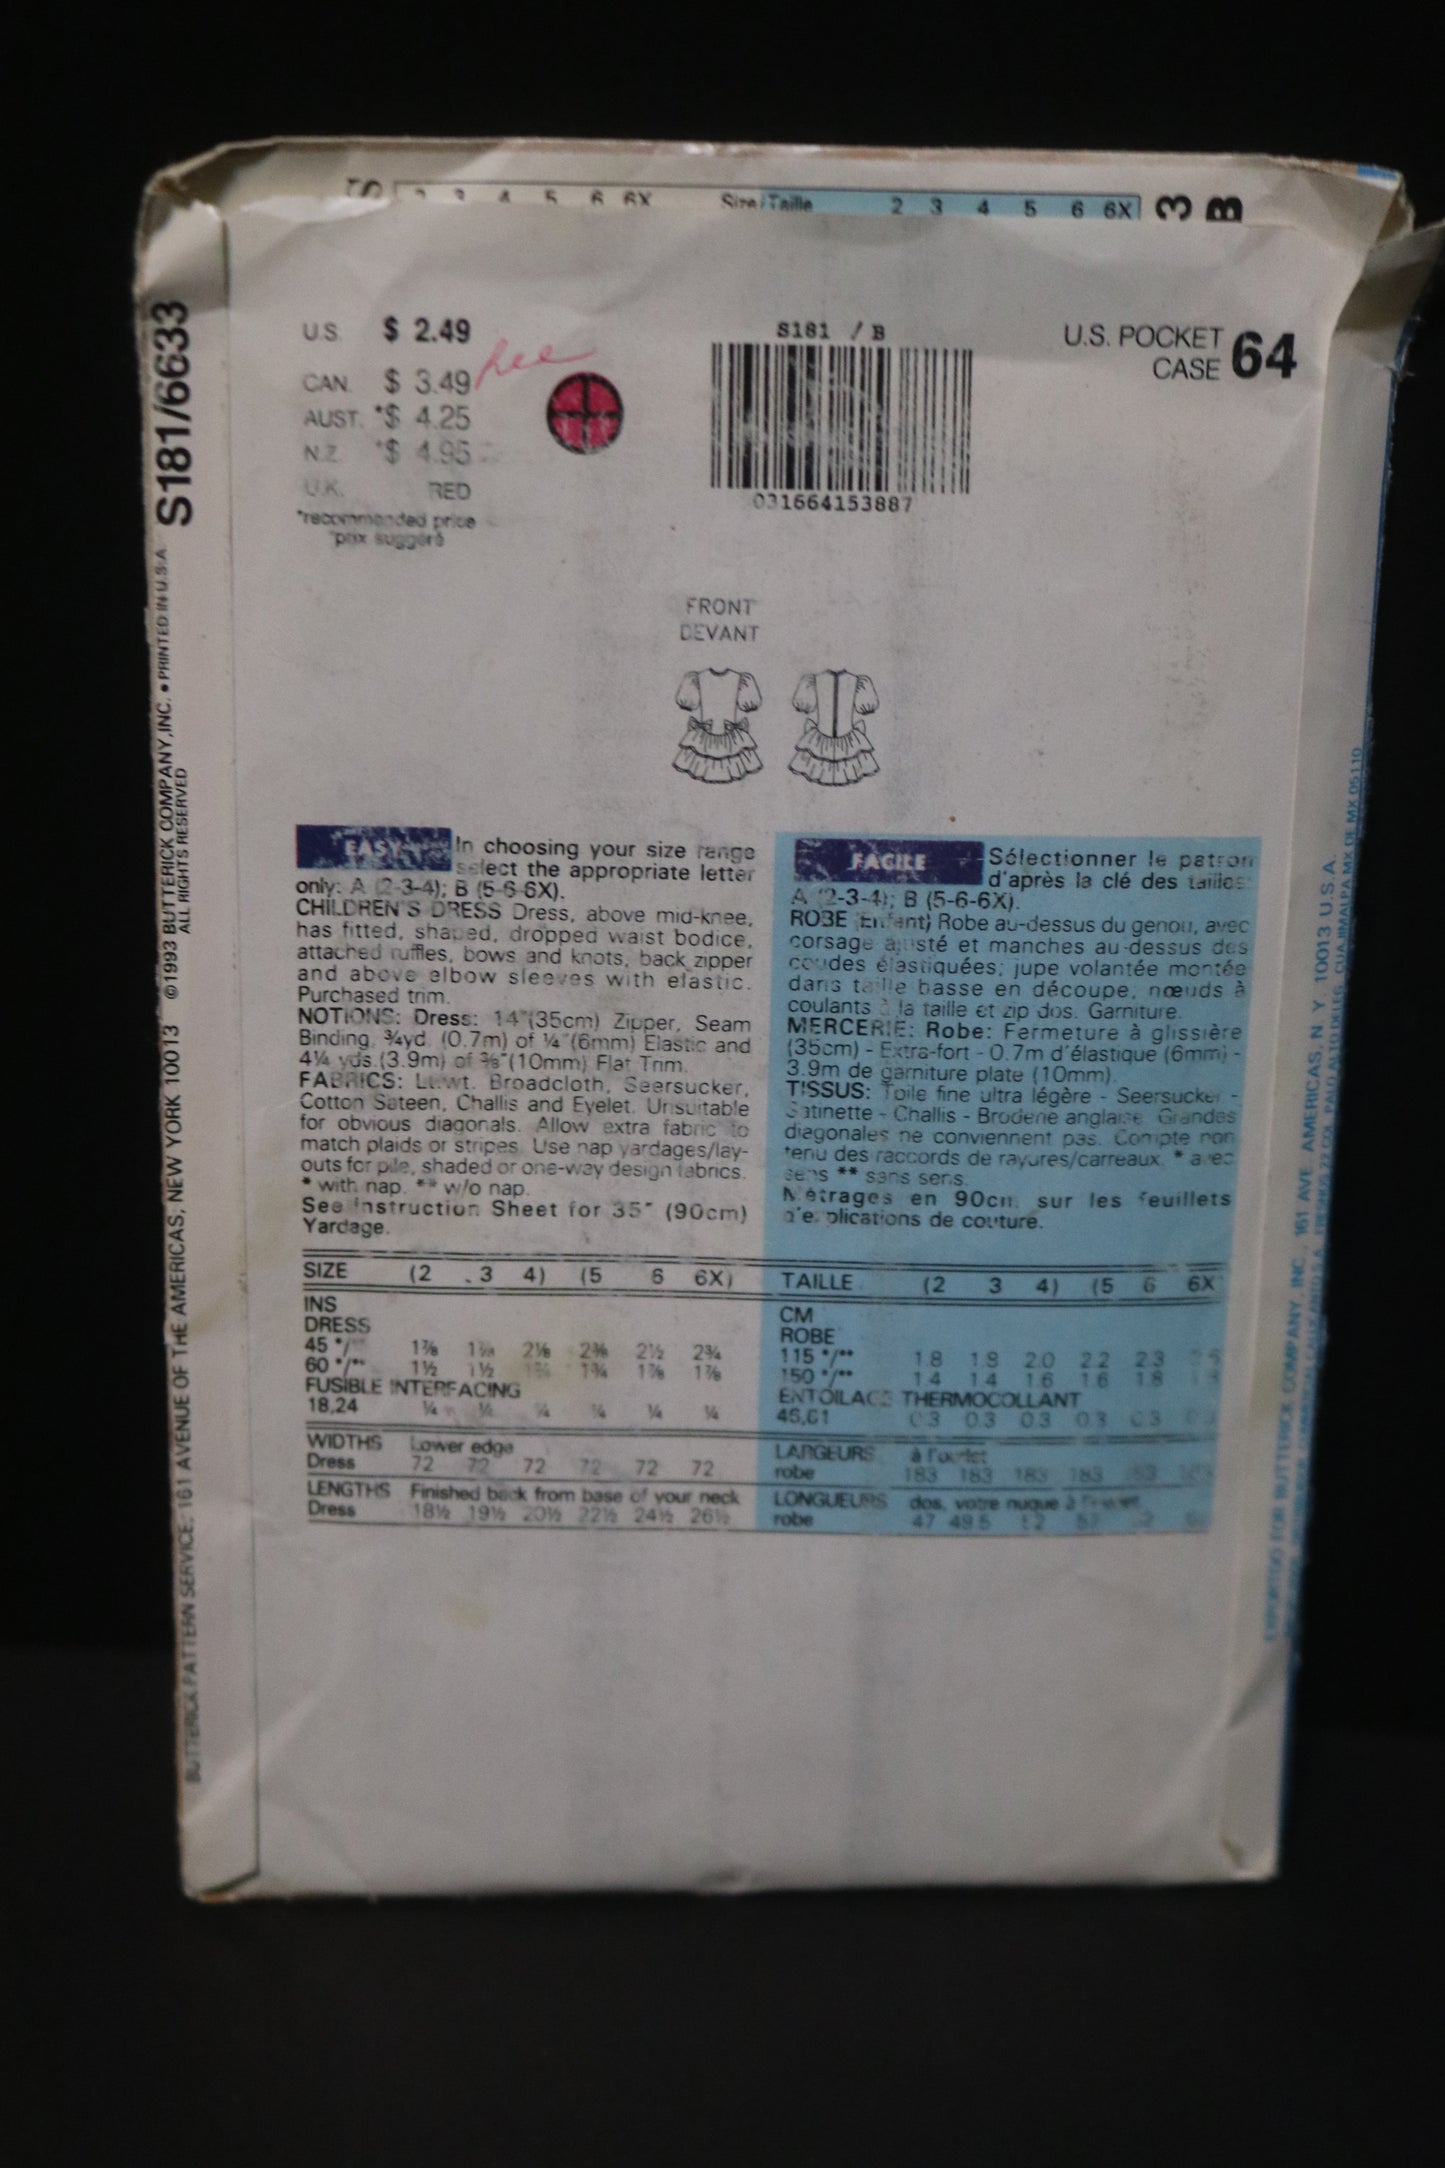 2 3 4 5 6 6X Size/Taille 2 3 4 5 6 6X 3 B
U.S. $ 2.49
CAN. $ 3.49
AUST. *$ 4.25
N.Z. *$ 4.95
U.K. RED
*recommended price
*prix suggéré
S181 / B
031664153887
U.S. POCKET
CASE 64
FRONT
DEVANT
EASY In choosing your size range
select the appropriate letter
only: A (2-3-4); B (5-6-6X).
CHILDREN'S DRESS Dress, above mid-knee,
has fitted, shaped, dropped waist bodice,
attached ruffles, bows and knots, back zipper
and above elbow sleeves with elastic.
Purchased trim.
NOTIONS: Dress: 14"(35cm) Zipper, Seam
Binding, ¾yd. (0.7m) of ¼"(6mm) Elastic and
4¼ yds.(3.9m) of ⅜"(10mm) Flat Trim.
FABRICS: Lt.wt. Broadcloth, Seersucker,
Cotton Sateen, Challis and Eyelet. Unsuitable
for obvious diagonals. Allow extra fabric to
match plaids or stripes. Use nap yardages/lay-
outs for pile, shaded or one-way design fabrics.
* with nap. ** w/o nap.
See Instruction Sheet for 35" (90cm)
Yardage.
FACILE Sélectionner le patron
d'après la clé des tailles:
A (2-3-4); B (5-6-6X).
ROBE (Enfant) Robe au-dessus du genou, avec
corsage ajusté et manches au-dessus des
coudes élastiquées; jupe volantée montée
dans taille basse en découpe, nœuds à
coulants à la taille et zip dos. Garniture.
MERCERIE: Robe: Fermeture à glissière
(35cm) - Extra-fort - 0.7m d'élastique (6mm) -
3.9m de garniture plate (10mm).
TISSUS: Toile fine ultra légère - Seersucker -
Satinette - Challis - Broderie anglaise. Grandes
diagonales ne conviennent pas. Compte non
tenu des raccords de rayures/carreaux. * avec
sens ** sans sens.
Métrages en 90cm sur les feuillets
d'explications de couture.
SIZE (2 3 4) (5 6 6X)
INS
DRESS
45 */ 1⅞ 1⅞ 2⅛ 2⅜ 2½ 2¾
60 */** 1½ 1½ 1¾ 1⅞ 1⅞
FUSIBLE INTERFACING
18,24 ¼ ¼ ¼ ¼ ¼
WIDTHS Lower edge
Dress 72 72 72 72 72 72
LENGTHS Finished back from base of your neck
Dress 18½ 19½ 20½ 22½ 24½ 26½
TAILLE (2 3 4) (5 6 6X
CM
ROBE
115 */** 1.8 1.8 2.0 2.2 2.3
150 */** 1.4 1.4 1.6 1.6 1.8
ENTOILAGE THERMOCOLLANT
46,61 0.3 0.3 0.3 0.3 0.3
LARGEURS à l'ourlet
robe 183 183 183 183
LONGUEURS dos, votre nuque à l'ourlet
robe 47 49.5 52 57
S181/6633
©1993 BUTTERICK COMPANY, INC. • PRINTED IN U.S.A.
ALL RIGHTS RESERVED
BUTTERICK PATTERN SERVICE: 161 AVENUE OF THE AMERICAS, NEW YORK 10013
EXPORTED FOR BUTTERICK COMPANY, INC., 161 AVE. AMERICAS, N Y 10013 U.S.A.